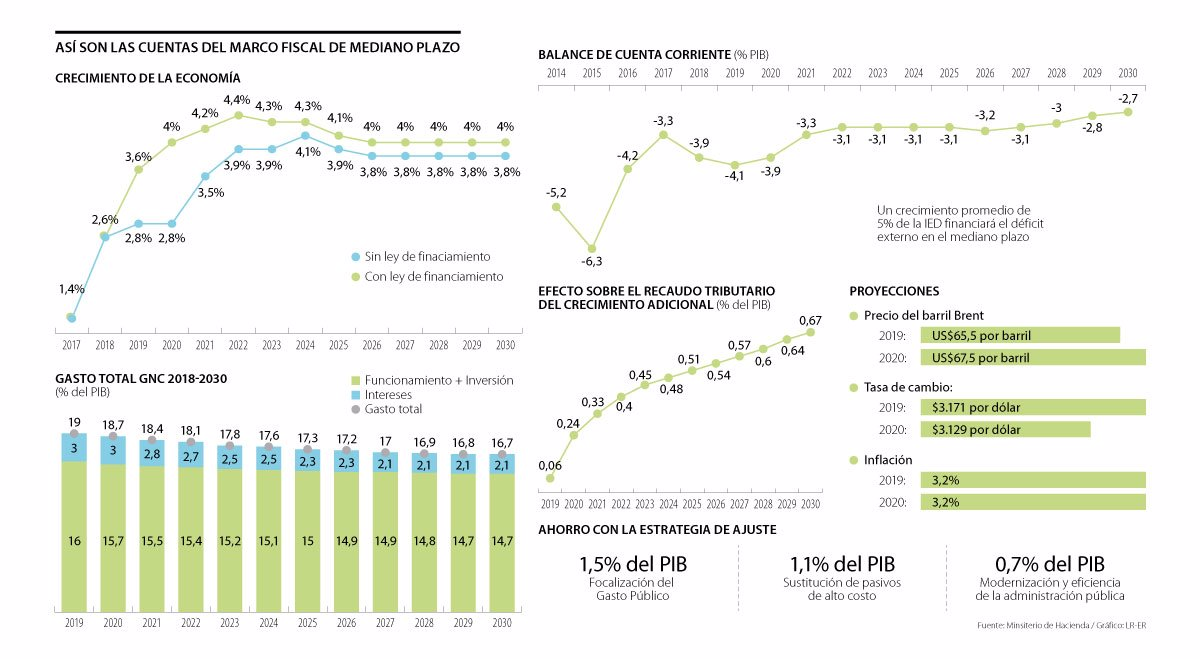 ASÍ SON LAS CUENTAS DEL MARCO FISCAL DE MEDIANO PLAZO
CRECIMIENTO DE LA ECONOMÍA
4,4%
4,3%
4,3%
4,2%
4,1%
4%
4%
4%
4%
4%
4%
3,6%
2,6%
1,4%
2,8%
2,8%
3,5%
3,9%
3,9%
4,1%
3,9%
3,8%
3,8%
3,8%
3,8%
3,8%
Sin ley de finaciamiento
Con ley de financiamiento
2017 2018 2019 2020 2021 2022 2023 2024 2025 2026 2027 2028 2029 2030
GASTO TOTAL GNC 2018-2030
(% del PIB)
Funcionamiento + Inversión
Intereses
Gasto total
19 18,7 18,4 18,1 17,8 17,6 17,3 17,2 17 16,9 16,8 16,7
3 3 2,8 2,7 2,5 2,5 2,3 2,3 2,1 2,1 2,1 2,1
16 15,7 15,5 15,4 15,2 15,1 15 14,9 14,9 14,8 14,7 14,7
2019 2020 2021 2022 2023 2024 2025 2026 2027 2028 2029 2030
BALANCE DE CUENTA CORRIENTE (% PIB)
2014 2015 2016 2017 2018 2019 2020 2021 2022 2023 2024 2025 2026 2027 2028 2029 2030
-5,2
-6,3
-4,2
-3,3
-3,9
-4,1
-3,9
-3,3
-3,1
-3,1
-3,1
-3,1
-3,2
-3,1
-3
-2,8
-2,7
Un crecimiento promedio de
5% de la IED financiará el déficit
externo en el mediano plazo
EFECTO SOBRE EL RECAUDO TRIBUTARIO
DEL CRECIMIENTO ADICIONAL (% del PIB)
0,06
0,24
0,33
0,4
0,45
0,48
0,51
0,54
0,57
0,6
0,64
0,67
2019 2020 2021 2022 2023 2024 2025 2026 2027 2028 2029 2030
PROYECCIONES
Precio del barril Brent
2019: US$65,5 por barril
2020: US$67,5 por barril
Tasa de cambio:
2019: $3.171 por dólar
2020: $3.129 por dólar
Inflación
2019: 3,2%
2020: 3,2%
AHORRO CON LA ESTRATEGIA DE AJUSTE
1,5% del PIB
Focalización del
Gasto Público
1,1% del PIB
Sustitución de pasivos
de alto costo
0,7% del PIB
Modernización y eficiencia
de la administración pública
Fuente: Minsiterio de Hacienda / Gráfico: LR-ER